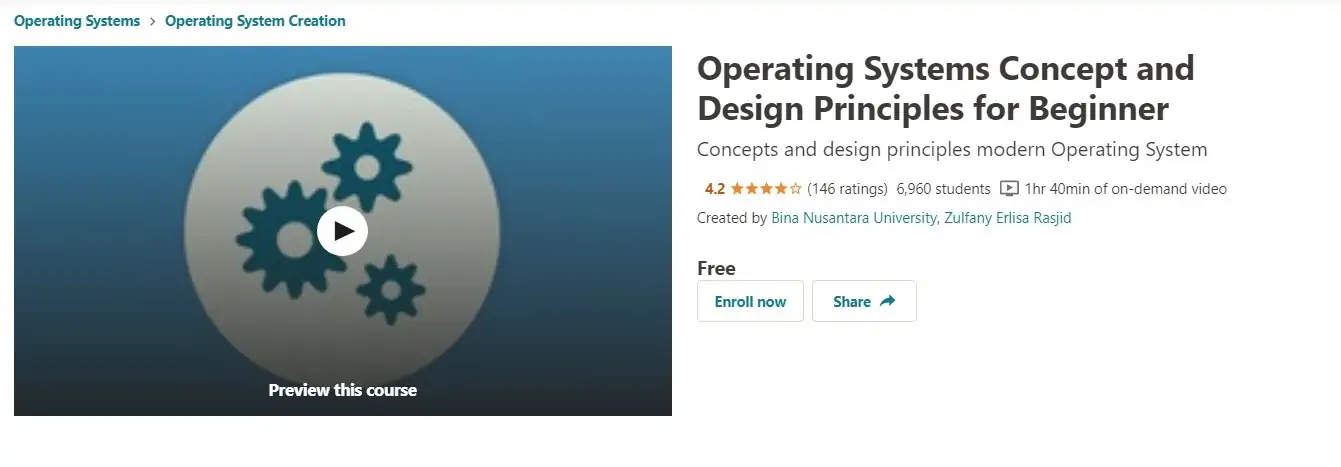 Operating Systems > Operating System Creation
Operating Systems Concept and
Design Principles for Beginner
Concepts and design principles modern Operating System
4.2 (146 ratings) 6,960 students 1hr 40min of on-demand video
Created by Bina Nusantara University, Zulfany Erlisa Rasjid
Free
Enroll now Share
Preview this course